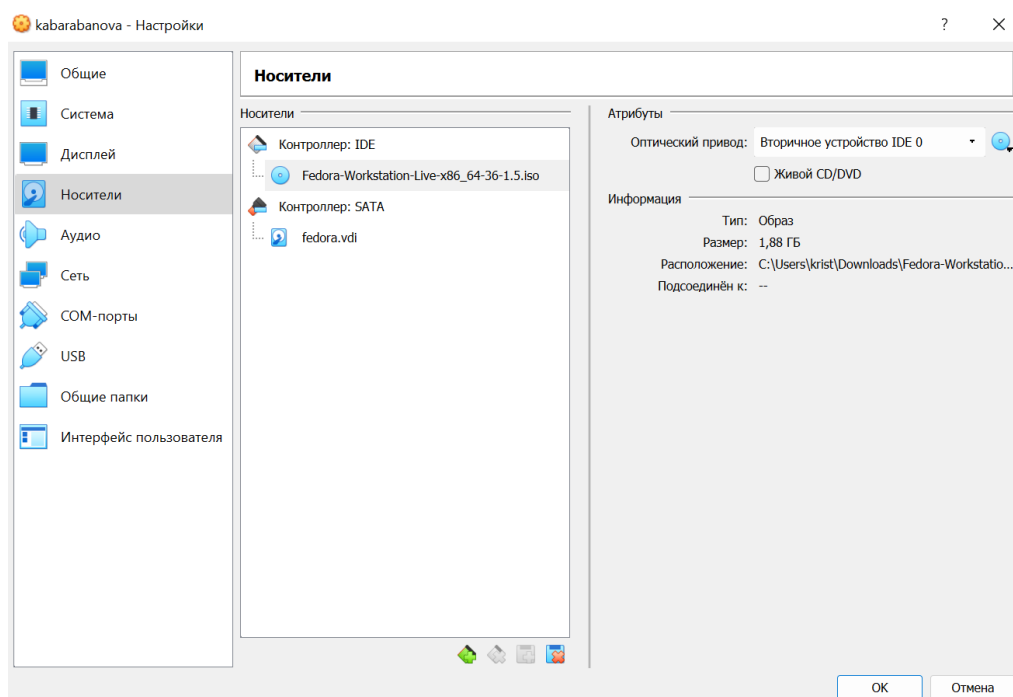 kabarabanova - Настройки
?
Общие
Система
Дисплей
Носители
Аудио
Сеть
COM-порты
USB
Общие папки
Интерфейс пользователя
Носители
Носители
Контроллер: IDE
Fedora-Workstation-Live-x86_64-36-1.5.iso
Контроллер: SATA
fedora.vdi
Атрибуты
Оптический привод: Вторичное устройство IDE 0
Живой CD/DVD
Информация
Тип: Образ
Размер: 1,88 ГБ
Расположение: C:\Users\krist\Downloads\Fedora-Workstatio...
Подсоединён к: --
OK
Отмена